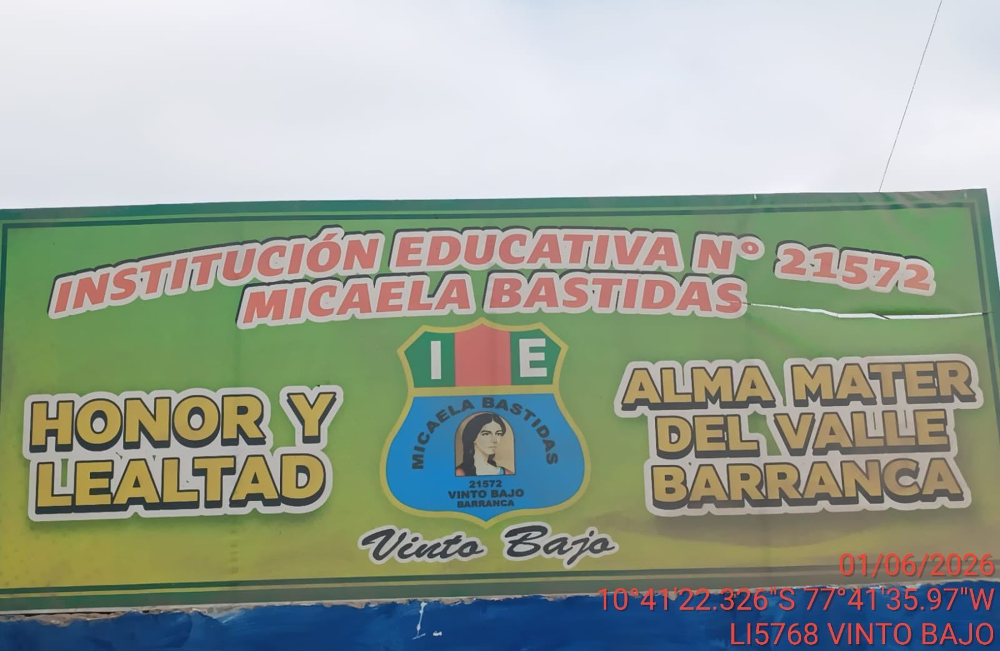 INSTITUCIÓN EDUCATIVA N° 21572
MICAELA BASTIDAS
HONOR Y
LEALTAD
I E
MICAELA BASTIDAS
21572
VINTO BAJO
BARRANCA
ALMA MATER
DEL VALLE
BARRANCA
Vinto Bajo
01/06/2026
10°41'22.326"S 77°41'35.97"W
LI5768 VINTO BAJO